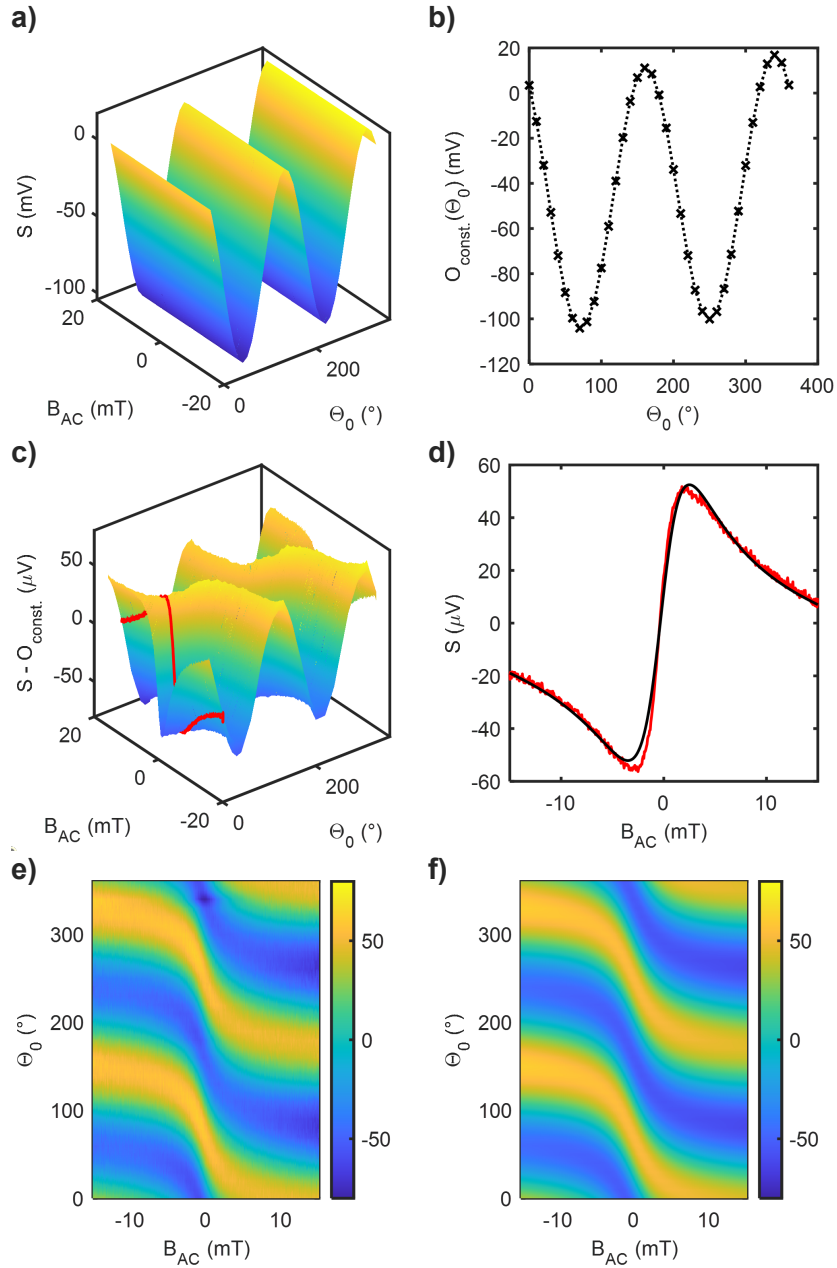 a)
0
-50
-100
S (mV)
20
0
-20
B_AC (mT)
0
200
Θ_0 (°)
b)
20
0
-20
-40
-60
-80
-100
-120
O_const. (Θ_0) (mV)
0 100 200 300 400
Θ_0 (°)
c)
50
0
-50
S - O_const. (μV)
20
0
-20
B_AC (mT)
0
200
Θ_0 (°)
d)
60
40
20
0
-20
-40
-60
S (μV)
-10 0 10
B_AC (mT)
e)
300
200
100
0
Θ_0 (°)
-10 0 10
B_AC (mT)
50
0
-50
f)
300
200
100
0
Θ_0 (°)
-10 0 10
B_AC (mT)
50
0
-50